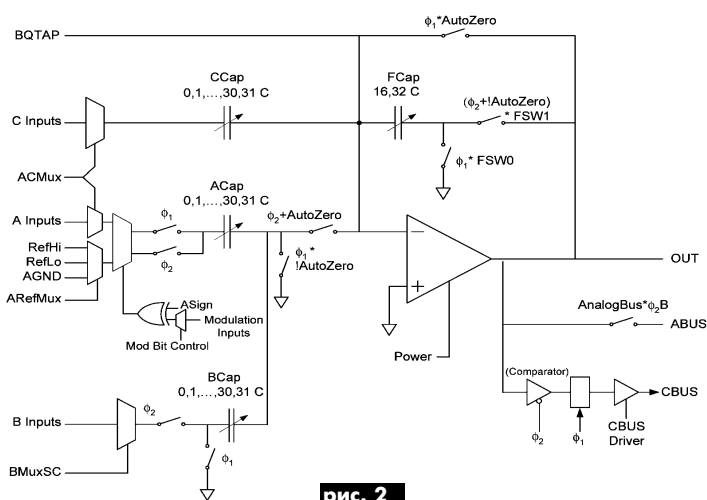 ϕ1*AutoZero
BQTAP
CCap
0,1,...,30,31 C
FCap
16,32 C
(ϕ2+!AutoZero)
* FSW1
C Inputs
ϕ1* FSW0
ACMux
ACap
0,1,...,30,31 C
A Inputs
ϕ1
ϕ2+AutoZero
RefHi
RefLo
AGND
ϕ2
ϕ1*
!AutoZero
OUT
ARefMux
ASign
Modulation
Inputs
Mod Bit Control
AnalogBus*ϕ2B
ABUS
Power
BCap
0,1,...,30,31 C
(Comparator)
CBUS
B Inputs
ϕ2
ϕ1
ϕ2
ϕ1
CBUS
Driver
BMuxSC
рис. 2